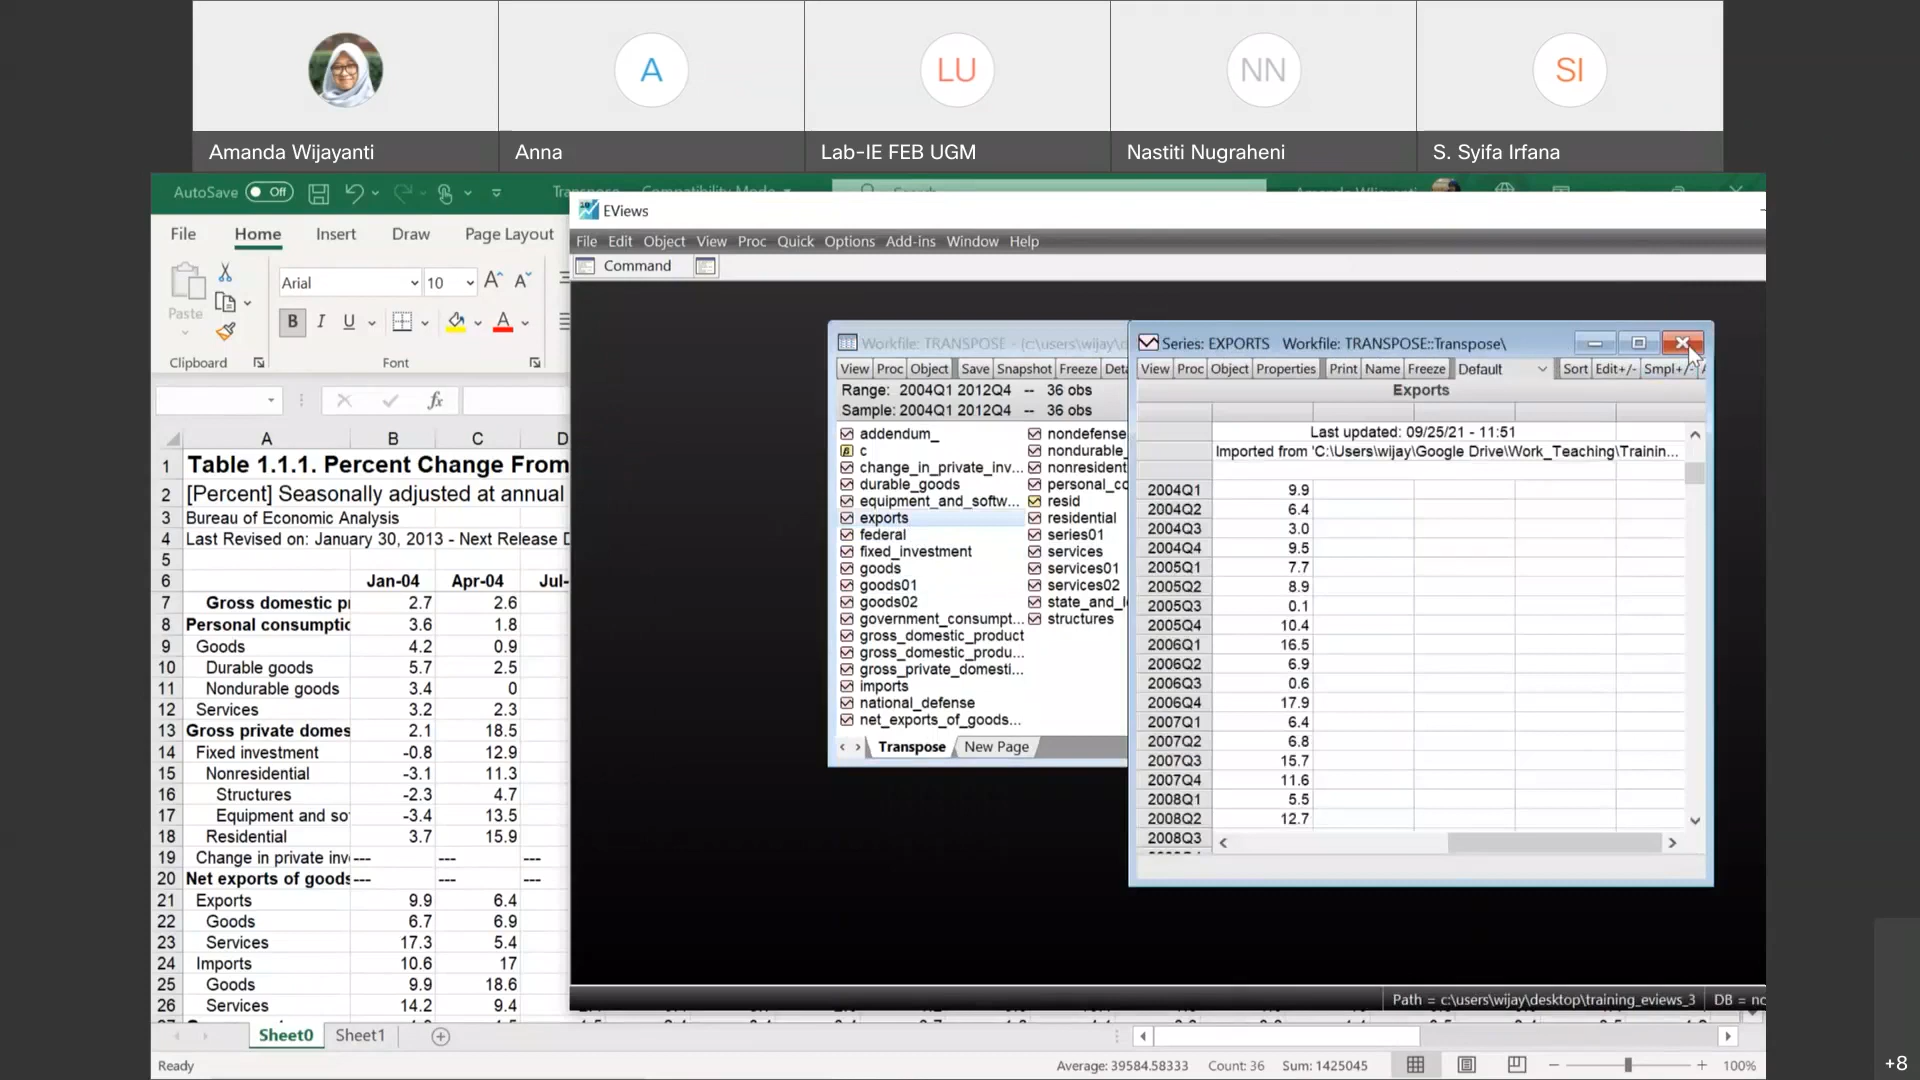 A
LU
NN
SI
Amanda Wijayanti
Anna
Lab-IE FEB UGM
Nastiti Nugraheni
S. Syifa Irfana
AutoSave Off
EViews
File Home Insert Draw Page Layout
File Edit Object View Proc Quick Options Add-ins Window Help
Command
Arial 10
Paste
B I U
Clipboard Font
Workfile: TRANSPOSE - (c:\users\wijay\d
View Proc Object Save Snapshot Freeze Deta
Range: 2004Q1 2012Q4 -- 36 obs
Sample: 2004Q1 2012Q4 -- 36 obs
addendum_
c
change_in_private_inv...
durable_goods
equipment_and_softw...
exports
federal
fixed_investment
goods
goods01
goods02
government_consumpt...
gross_domestic_product
gross_domestic_produ...
gross_private_domesti...
imports
national_defense
net_exports_of_goods...
nondefense
nondurable_
nonresident
personal_co
resid
residential
series01
services
services01
services02
state_and_l
structures
Transpose New Page
Series: EXPORTS Workfile: TRANSPOSE::Transpose\
View Proc Object Properties Print Name Freeze Default Sort Edit+/- Smpl+/-
Exports
Last updated: 09/25/21 - 11:51
Imported from 'C:\Users\wijay\Google Drive\Work_Teaching\Trainin...
2004Q1 9.9
2004Q2 6.4
2004Q3 3.0
2004Q4 9.5
2005Q1 7.7
2005Q2 8.9
2005Q3 0.1
2005Q4 10.4
2006Q1 16.5
2006Q2 6.9
2006Q3 0.6
2006Q4 17.9
2007Q1 6.4
2007Q2 6.8
2007Q3 15.7
2007Q4 11.6
2008Q1 5.5
2008Q2 12.7
2008Q3
A B C D
1 Table 1.1.1. Percent Change From
2 [Percent] Seasonally adjusted at annual
3 Bureau of Economic Analysis
4 Last Revised on: January 30, 2013 - Next Release D
5
6 Jan-04 Apr-04 Jul-
7 Gross domestic p 2.7 2.6
8 Personal consumptio 3.6 1.8
9 Goods 4.2 0.9
10 Durable goods 5.7 2.5
11 Nondurable goods 3.4 0
12 Services 3.2 2.3
13 Gross private domes 2.1 18.5
14 Fixed investment -0.8 12.9
15 Nonresidential -3.1 11.3
16 Structures -2.3 4.7
17 Equipment and so -3.4 13.5
18 Residential 3.7 15.9
19 Change in private inv --- --- ---
20 Net exports of goods --- --- ---
21 Exports 9.9 6.4
22 Goods 6.7 6.9
23 Services 17.3 5.4
24 Imports 10.6 17
25 Goods 9.9 18.6
26 Services 14.2 9.4
Path = c:\users\wijay\desktop\training_eviews_3 DB = nc
Sheet0 Sheet1
Ready
Average: 39584.58333 Count: 36 Sum: 1425045 100%
+8